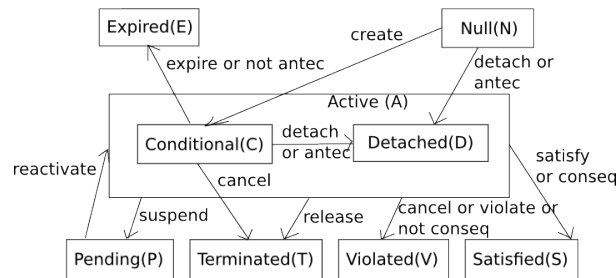 Expired(E)
Null(N)
create
expire or not antec
detach or
antec
Active (A)
Conditional(C)
detach
or antec
Detached(D)
reactivate
cancel
satisfy
or conseq
suspend
release
cancel or violate or
not conseq
Pending(P)
Terminated(T)
Violated(V)
Satisfied(S)